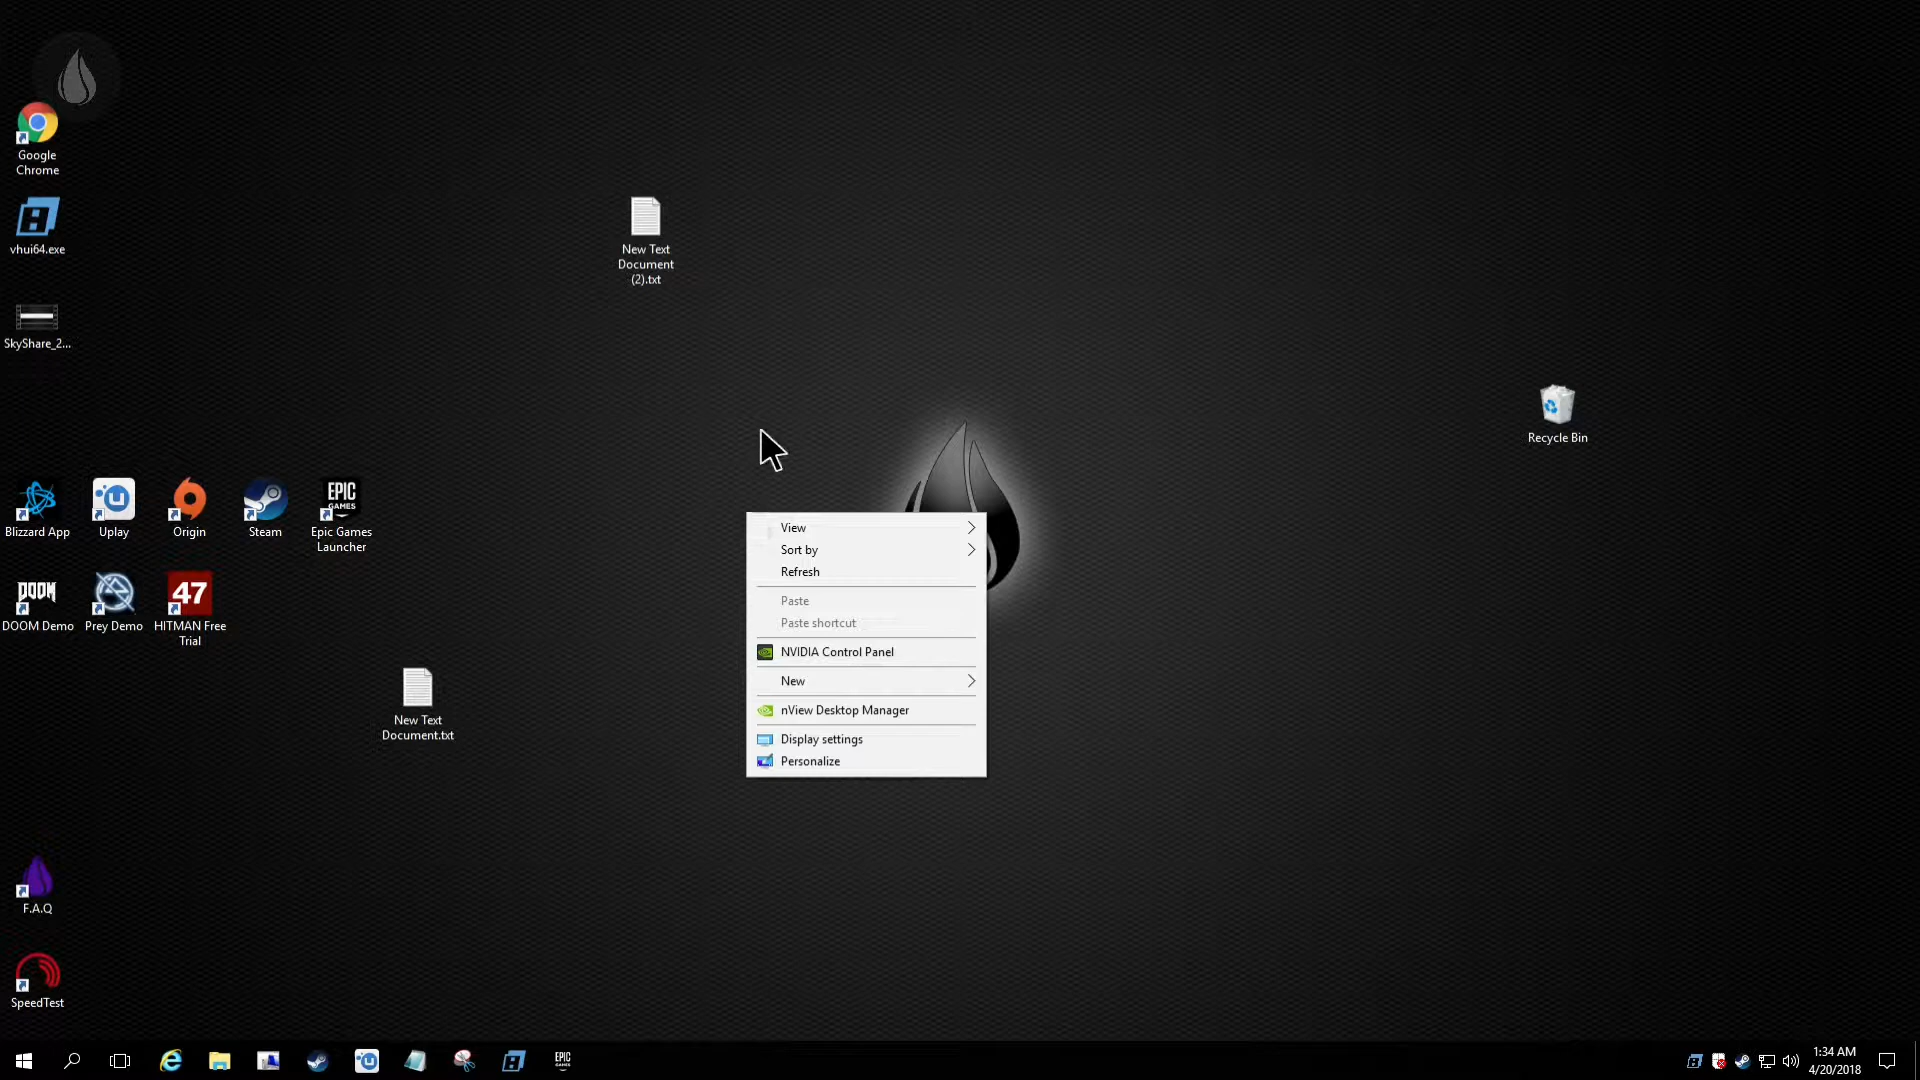 Google
Chrome
vhui64.exe
SkyShare_2...
New Text
Document
(2).txt
Recycle Bin
Blizzard App
Uplay
Origin
Steam
EPIC
GAMES
Epic Games
Launcher
DOOM
DOOM Demo
Prey Demo
47
HITMAN Free
Trial
New Text
Document.txt
View
Sort by
Refresh
Paste
Paste shortcut
NVIDIA Control Panel
New
nView Desktop Manager
Display settings
Personalize
F.A.Q
SpeedTest
EPIC
GAMES
1:34 AM
4/20/2018